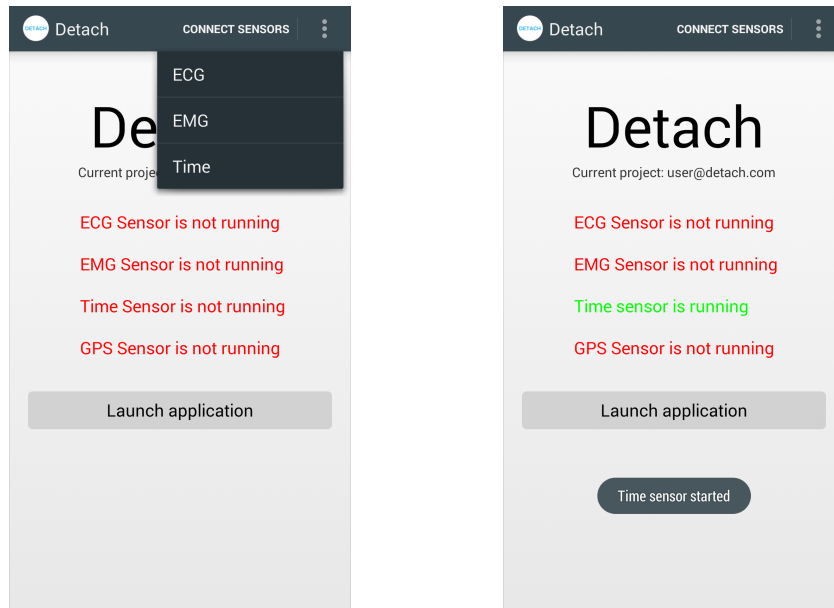 DETACH Detach CONNECT SENSORS
ECG
EMG
Time
De
Current proje
ECG Sensor is not running
EMG Sensor is not running
Time Sensor is not running
GPS Sensor is not running
Launch application
DETACH Detach CONNECT SENSORS
Detach
Current project: user@detach.com
ECG Sensor is not running
EMG Sensor is not running
Time sensor is running
GPS Sensor is not running
Launch application
Time sensor started